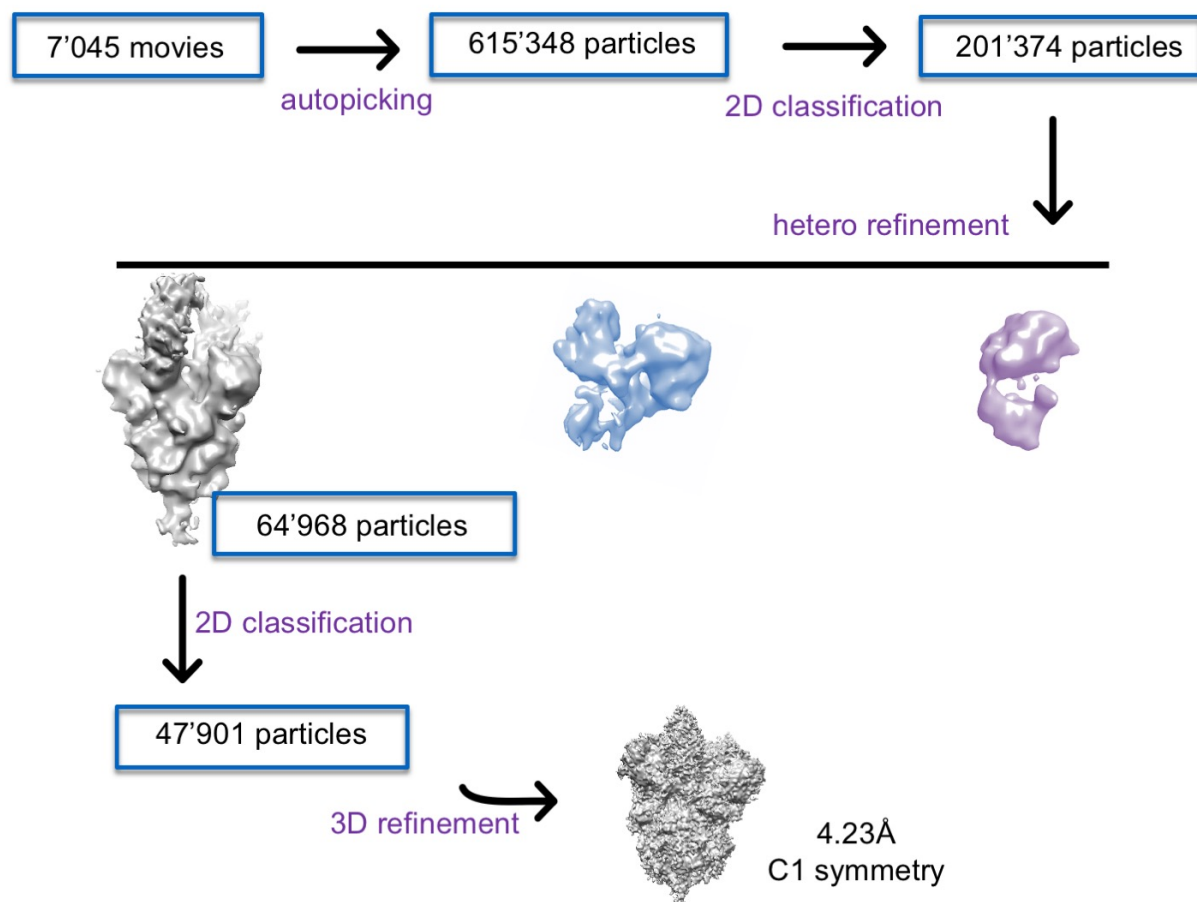 7’045 movies
autopicking
615’348 particles
2D classification
201’374 particles
hetero refinement
64’968 particles
2D classification
47’901 particles
3D refinement
4.23Å
C1 symmetry